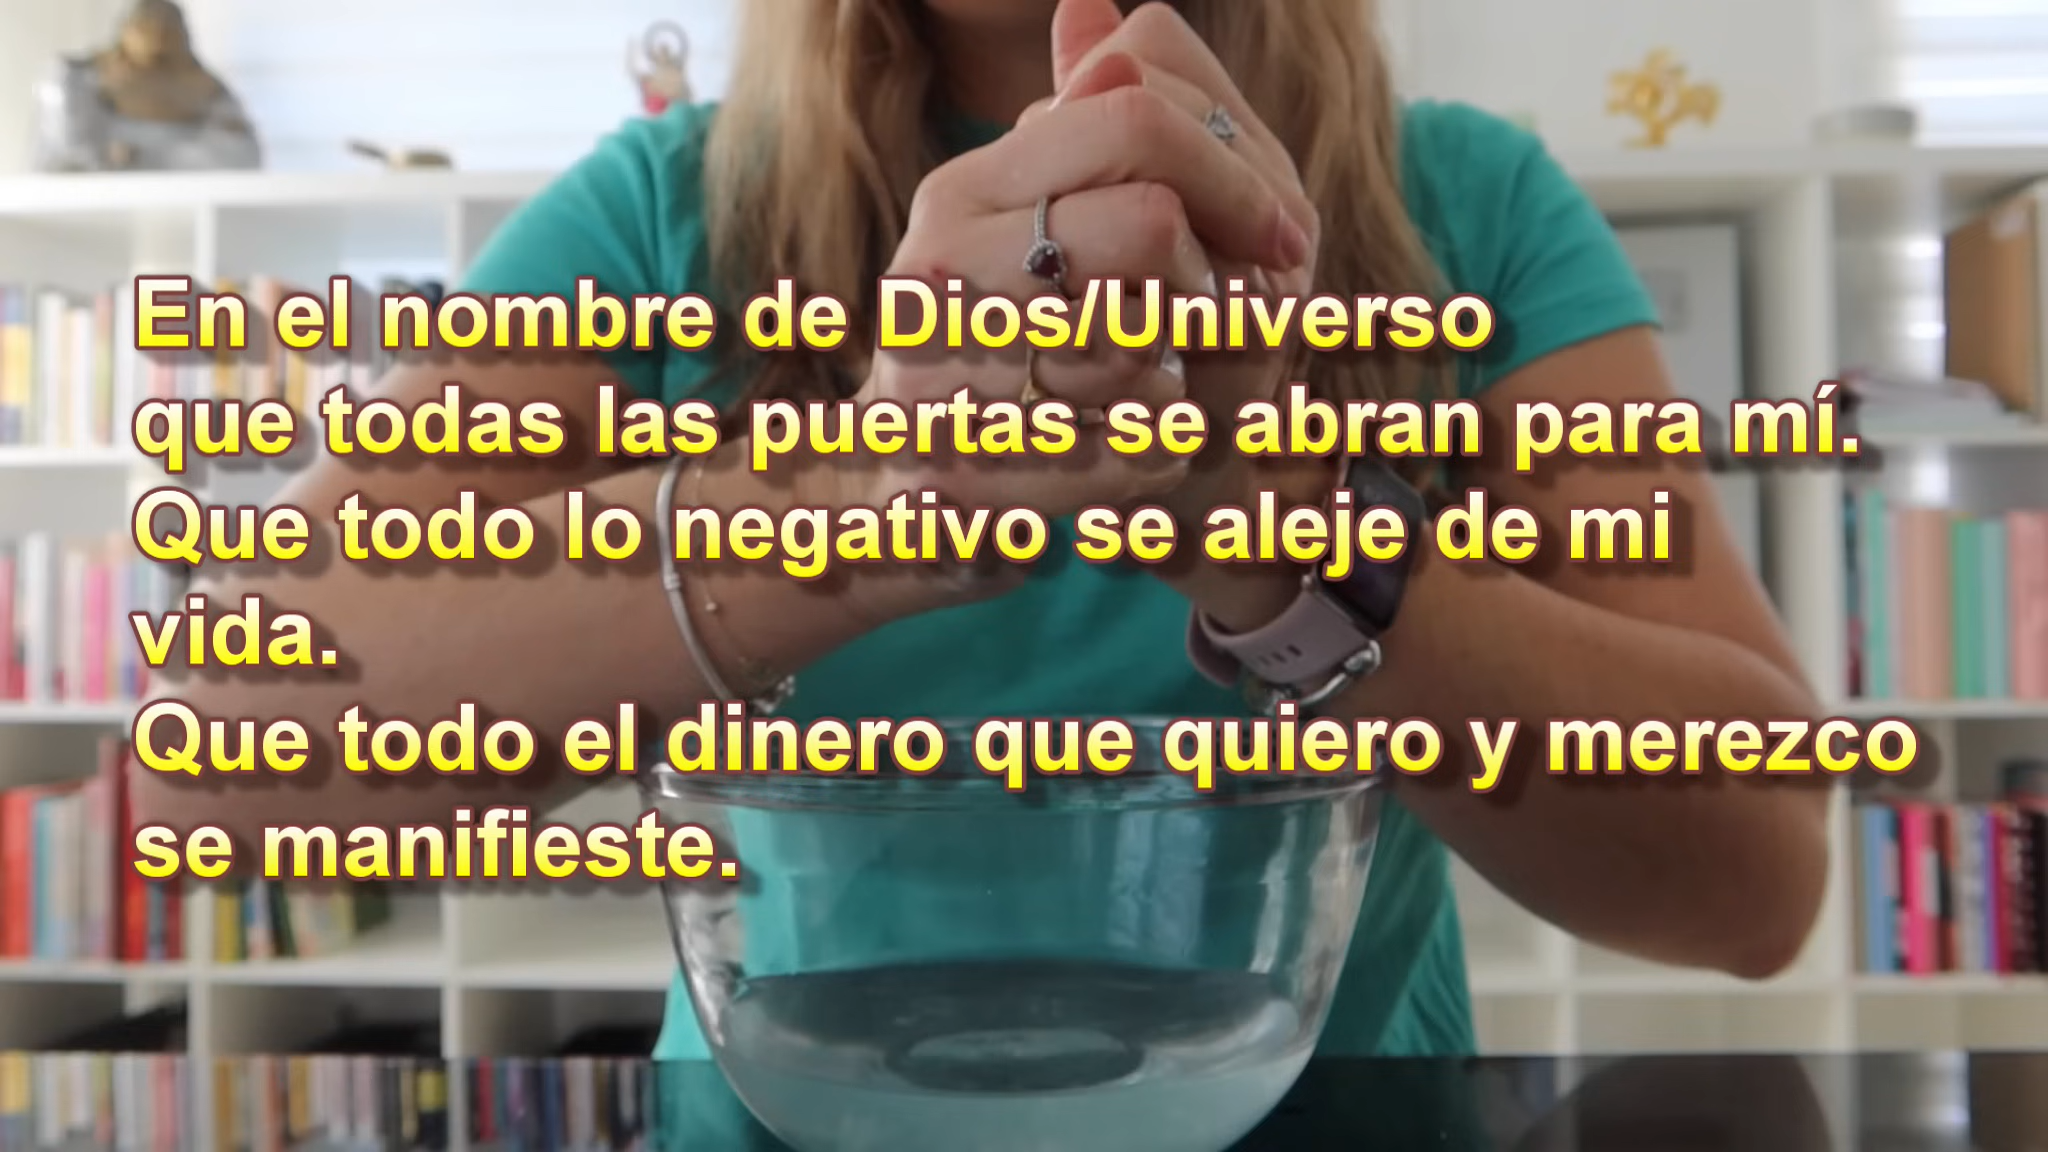 En el nombre de Dios/Universo
que todas las puertas se abran para mí.
Que todo lo negativo se aleje de mi
vida.
Que todo el dinero que quiero y merezco
se manifieste.